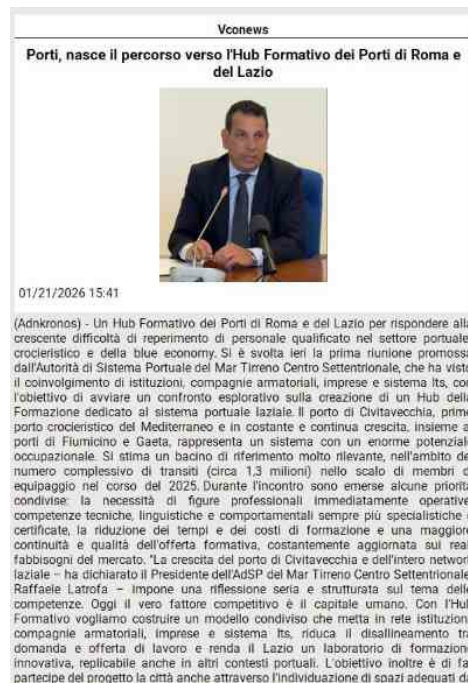 Vconews
Porti, nasce il percorso verso l'Hub Formativo dei Porti di Roma e
del Lazio
01/21/2026 15:41
(Adnkronos) - Un Hub Formativo dei Porti di Roma e del Lazio per rispondere alla
crescente difficoltà di reperimento di personale qualificato nel settore portuale,
crocieristico e della blue economy. Si è svolta ieri la prima riunione promossa
dall'Autorità di Sistema Portuale del Mar Tirreno Centro Settentrionale, che ha visto
il coinvolgimento di istituzioni, compagnie armatoriali, imprese e sistema Its, con
l'obiettivo di avviare un confronto esplorativo sulla creazione di un Hub della
Formazione dedicato al sistema portuale laziale. Il porto di Civitavecchia, primo
porto crocieristico del Mediterraneo e in costante e continua crescita, insieme ai
porti di Fiumicino e Gaeta, rappresenta un sistema con un enorme potenziale
occupazionale. Si stima un bacino di riferimento molto rilevante, nell'ambito del
numero complessivo di transiti (circa 1,3 milioni) nello scalo di membri di
equipaggio nel corso del 2025. Durante l'incontro sono emerse alcune priorità
condivise: la necessità di figure professionali immediatamente operative,
competenze tecniche, linguistiche e comportamentali sempre più specialistiche e
certificate, la riduzione dei tempi e dei costi di formazione e una maggiore
continuità e qualità dell'offerta formativa, costantemente aggiornata sui reali
fabbisogni del mercato. "La crescita del porto di Civitavecchia e dell'intero network
laziale – ha dichiarato il Presidente dell'AdSP del Mar Tirreno Centro Settentrionale,
Raffaele Latrofa – impone una riflessione seria e strutturata sul tema delle
competenze. Oggi il vero fattore competitivo è il capitale umano. Con l'Hub
Formativo vogliamo costruire un modello condiviso che metta in rete istituzioni,
compagnie armatoriali, imprese e sistema Its, riduca il disallineamento tra
domanda e offerta di lavoro e renda il Lazio un laboratorio di formazione
innovativa, replicabile anche in altri contesti portuali. L'obiettivo inoltre è di far
partecipe del progetto la città anche attraverso l'individuazione di spazi adeguati di